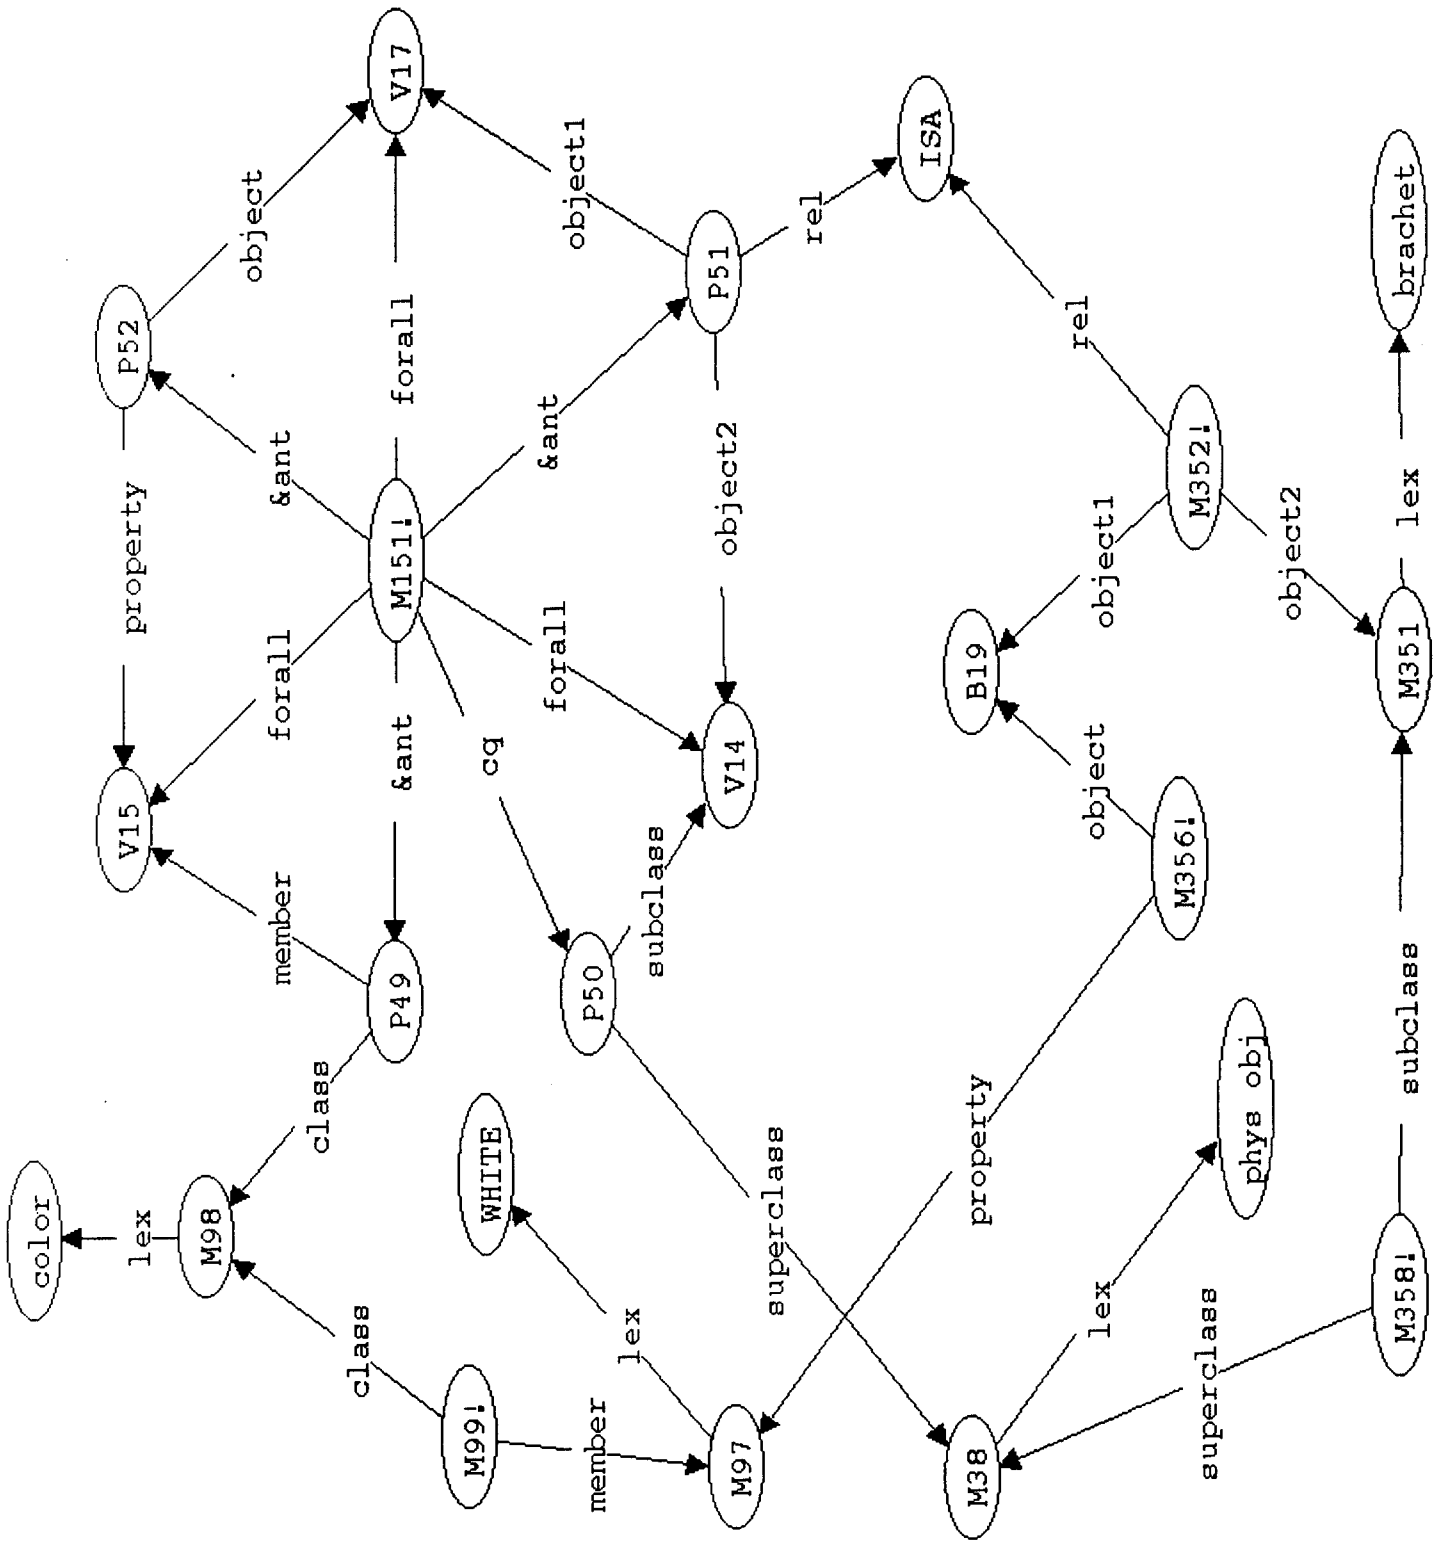 color
lex
V15
property
P52
M98
object
member
forall
&ant
class
class
P49
&ant
M151!
forall
V17
M99!
WHITE
cq
forall
&ant
object1
member
P50
lex
subclass
M97
V14
object2
P51
superclass
rel
ISA
M38
property
B19
lex
object
object1
rel
superclass
M356!
M352!
phys obj
object2
M358!
subclass
M351
lex
brachet